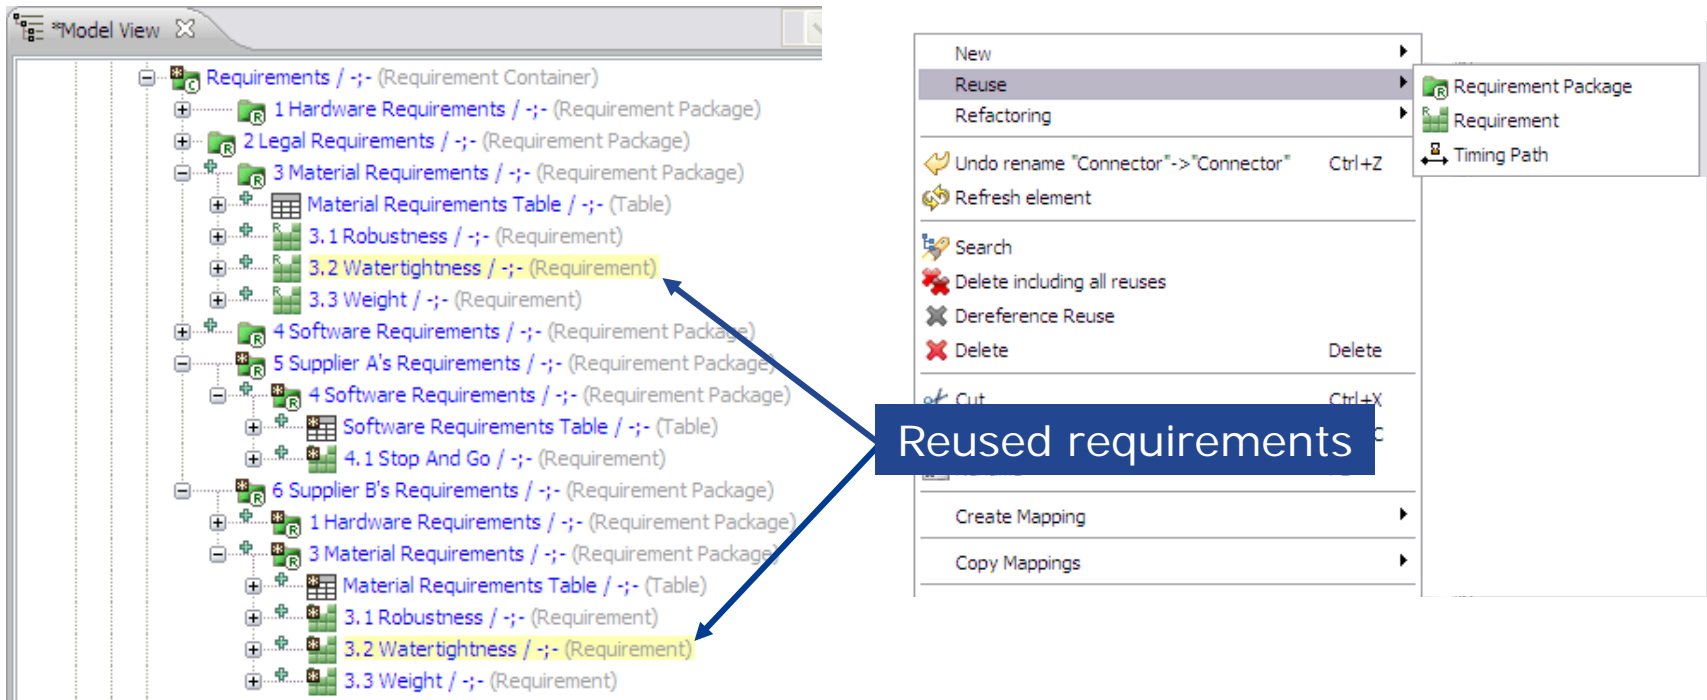 *Model View
Requirements / -;- (Requirement Container)
1 Hardware Requirements / -;- (Requirement Package)
2 Legal Requirements / -;- (Requirement Package)
3 Material Requirements / -;- (Requirement Package)
Material Requirements Table / -;- (Table)
3.1 Robustness / -;- (Requirement)
3.2 Watertightness / -;- (Requirement)
3.3 Weight / -;- (Requirement)
4 Software Requirements / -;- (Requirement Package)
5 Supplier A's Requirements / -;- (Requirement Package)
4 Software Requirements / -;- (Requirement Package)
Software Requirements Table / -;- (Table)
4.1 Stop And Go / -;- (Requirement)
6 Supplier B's Requirements / -;- (Requirement Package)
1 Hardware Requirements / -;- (Requirement Package)
3 Material Requirements / -;- (Requirement Package)
Material Requirements Table / -;- (Table)
3.1 Robustness / -;- (Requirement)
3.2 Watertightness / -;- (Requirement)
3.3 Weight / -;- (Requirement)
New
Reuse
Refactoring
Undo rename "Connector"->"Connector" Ctrl+Z
Refresh element
Search
Delete including all reuses
Dereference Reuse
Delete Delete
Cut Ctrl+X
Reused requirements
Create Mapping
Copy Mappings
Requirement Package
Requirement
Timing Path